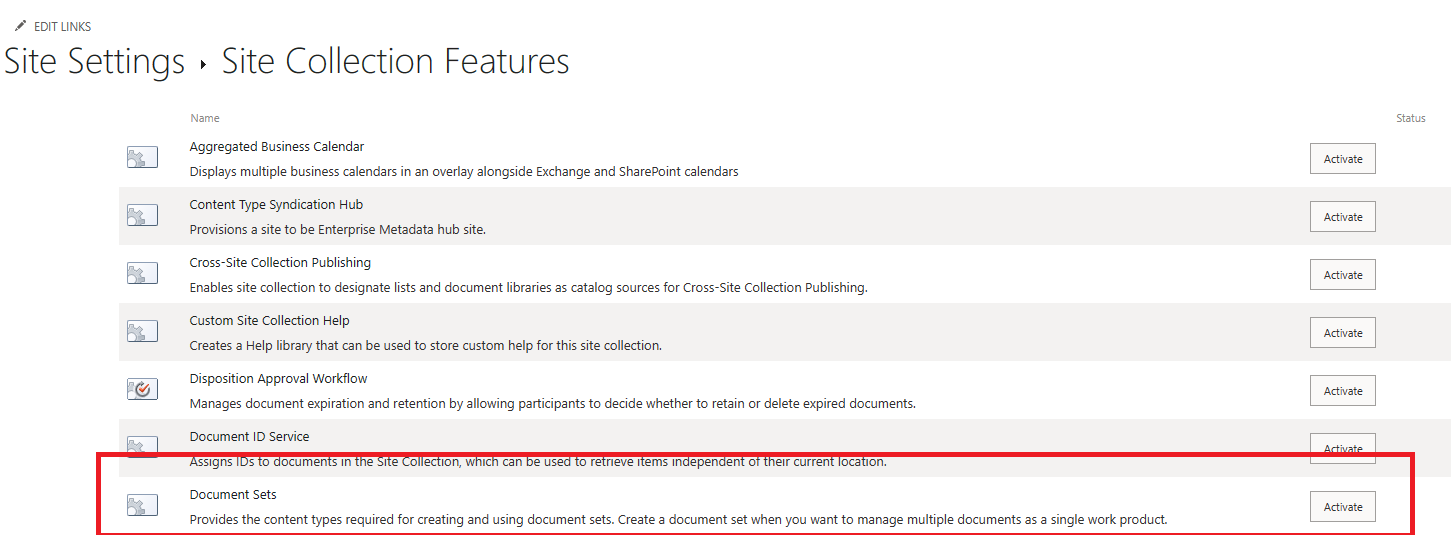 EDIT LINKS
Site Settings ▸ Site Collection Features
Name Status
Aggregated Business Calendar
Displays multiple business calendars in an overlay alongside Exchange and SharePoint calendars
Activate
Content Type Syndication Hub
Provisions a site to be Enterprise Metadata hub site.
Activate
Cross-Site Collection Publishing
Enables site collection to designate lists and document libraries as catalog sources for Cross-Site Collection Publishing.
Activate
Custom Site Collection Help
Creates a Help library that can be used to store custom help for this site collection.
Activate
Disposition Approval Workflow
Manages document expiration and retention by allowing participants to decide whether to retain or delete expired documents.
Activate
Document ID Service
Assigns IDs to documents in the Site Collection, which can be used to retrieve items independent of their current location.
Activate
Document Sets
Provides the content types required for creating and using document sets. Create a document set when you want to manage multiple documents as a single work product.
Activate